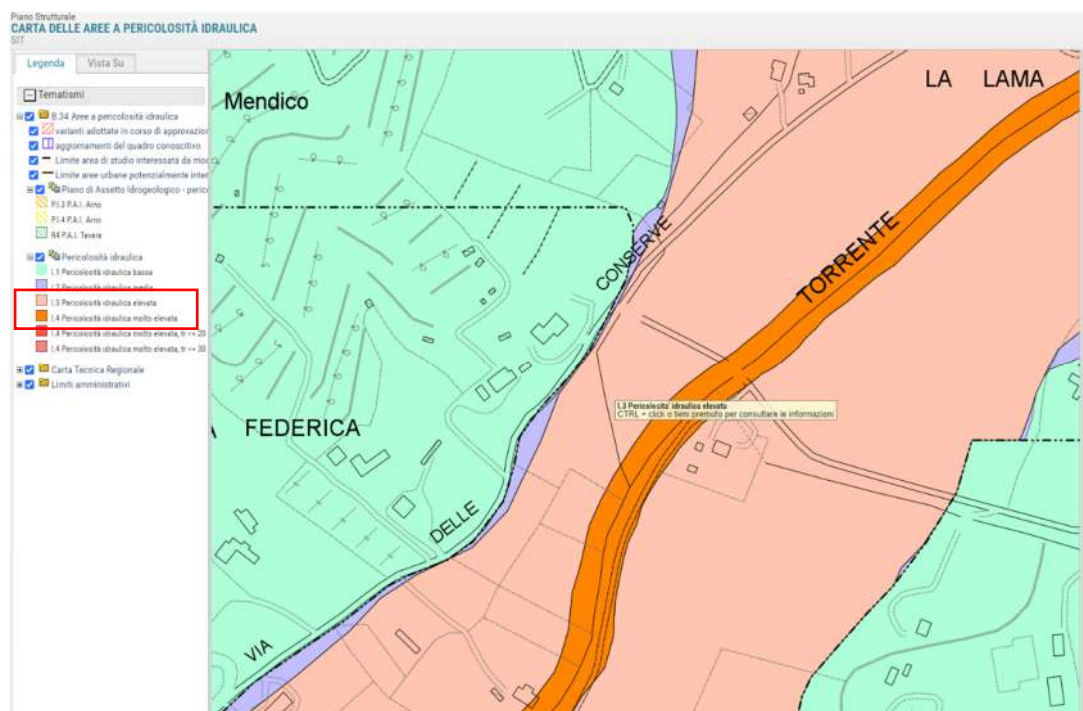 Piano Strutturale
CARTA DELLE AREE A PERICOLOSITÀ IDRAULICA
SIT
Legenda
Vista Su
Tematismi
B.34 Aree a pericolosità idraulica
varianti adottate in corso di approvazion
aggiornamenti del quadro conoscitivo
Limite area di studio interessata da mod
Limite aree urbane potenzialmente inter
Piano di Assetto Idrogeologico - perico
P.I.3 P.A.I. Arno
P.I.4 P.A.I. Arno
R4 P.A.I. Tevere
Pericolosità idraulica
I.1 Pericolosità idraulica bassa
I.2 Pericolosità idraulica media
I.3 Pericolosità idraulica elevata
I.4 Pericolosità idraulica molto elevata
I.4 Pericolosità idraulica molto elevata, tr <= 20
I.4 Pericolosità idraulica molto elevata, tr <= 30
Carta Tecnica Regionale
Limiti amministrativi
Mendico
LA LAMA
CONSERVE
TORRENTE
I.3 Pericolosita' idraulica elevata
CTRL + click o tieni premuto per consultare le informazioni
FEDERICA
DELLE
VIA